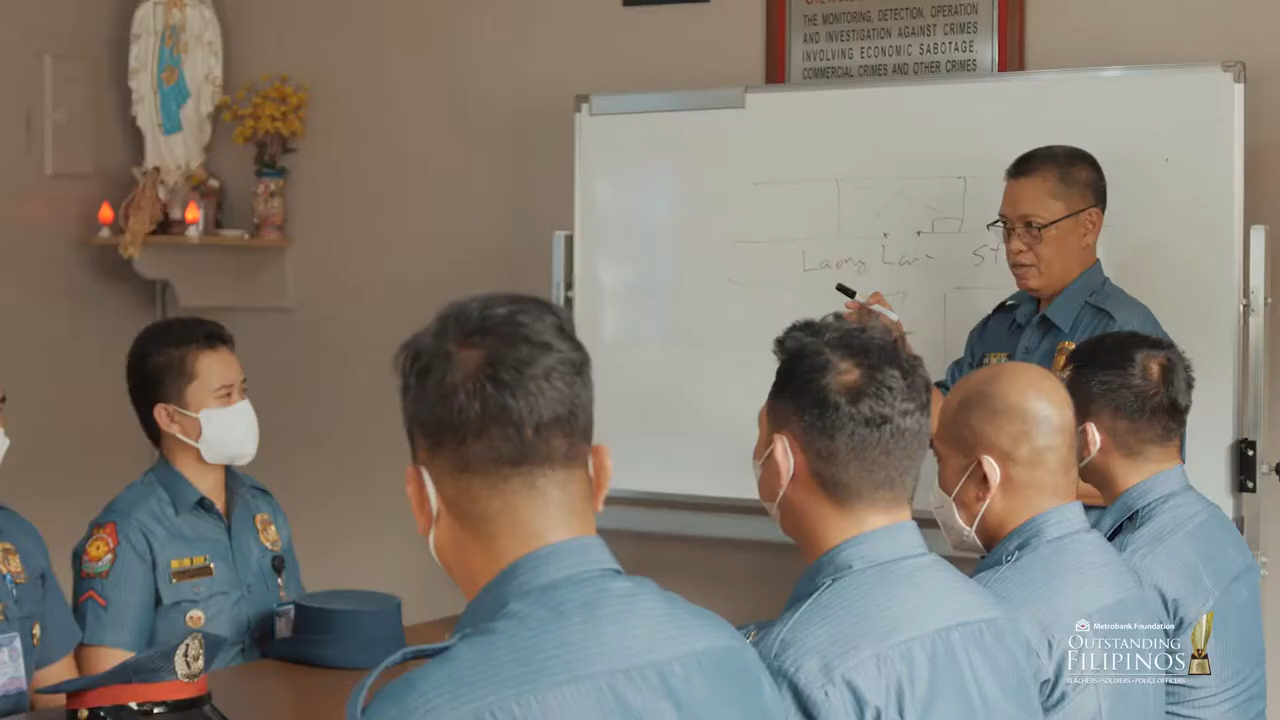 THE MONITORING, DETECTION, OPERATION
AND INVESTIGATION AGAINST CRIMES
INVOLVING ECONOMIC SABOTAGE,
COMMERCIAL CRIMES AND OTHER CRIMES
Laong Laan St
Metrobank Foundation
OUTSTANDING
FILIPINOS
TEACHERS • SOLDIERS • POLICE OFFICERS